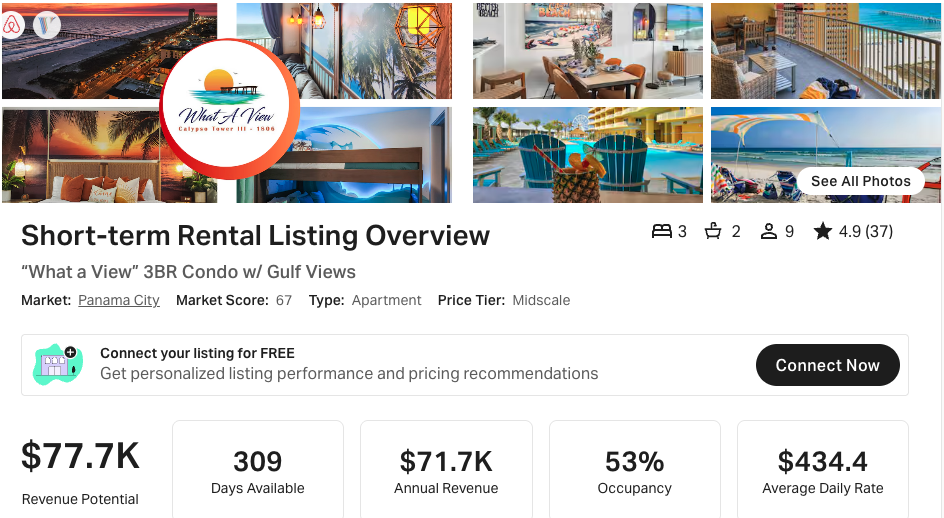 BETTER
BEACH
What A View
Calypso Tower III - 1506
See All Photos
Short-term Rental Listing Overview
3 2 9 4.9 (37)
“What a View” 3BR Condo w/ Gulf Views
Market: Panama City Market Score: 67 Type: Apartment Price Tier: Midscale
Connect your listing for FREE
Get personalized listing performance and pricing recommendations
Connect Now
$77.7K
Revenue Potential
309
Days Available
$71.7K
Annual Revenue
53%
Occupancy
$434.4
Average Daily Rate